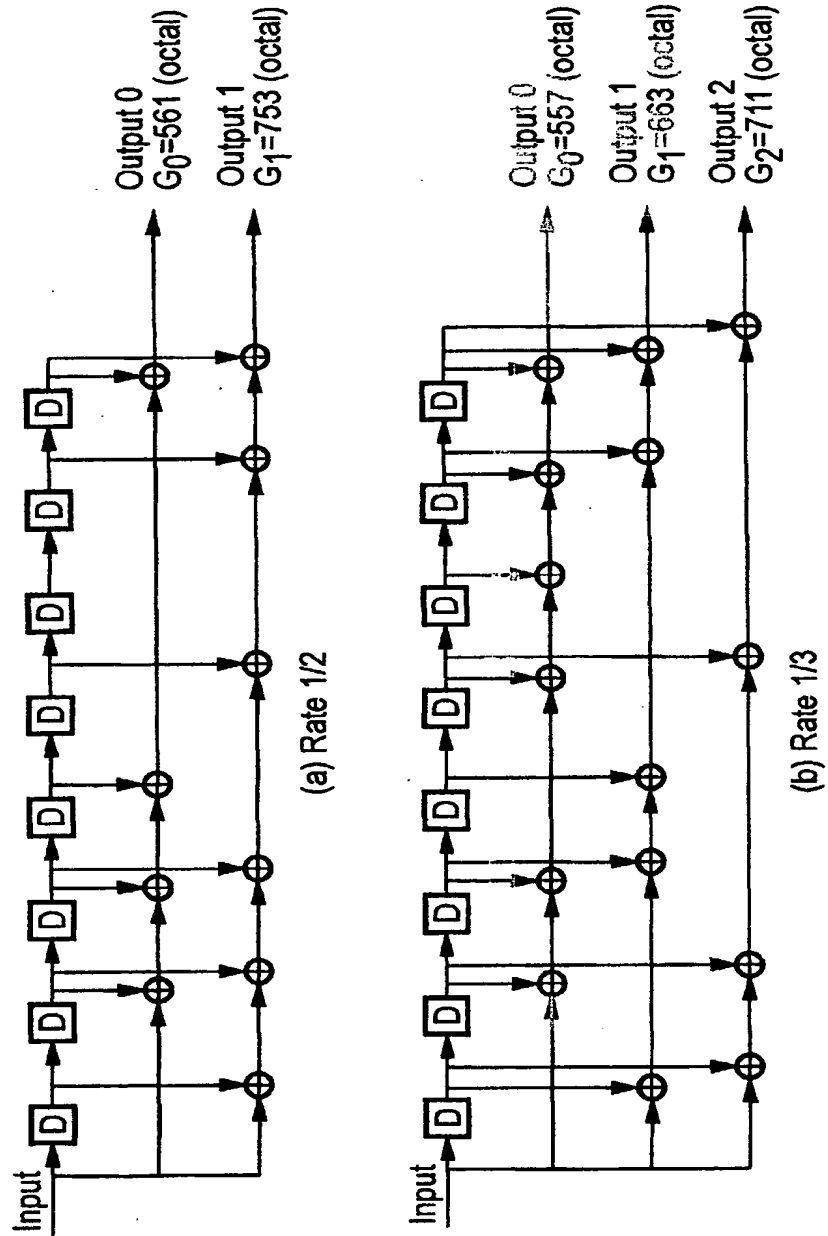 Input
D
D
D
D
D
D
D
D
Output 0
G0=561 (octal)
Output 1
G1=753 (octal)
(a) Rate 1/2
Input
D
D
D
D
D
D
D
D
Output 0
G0=557 (octal)
Output 1
G1=663 (octal)
Output 2
G2=711 (octal)
(b) Rate 1/3